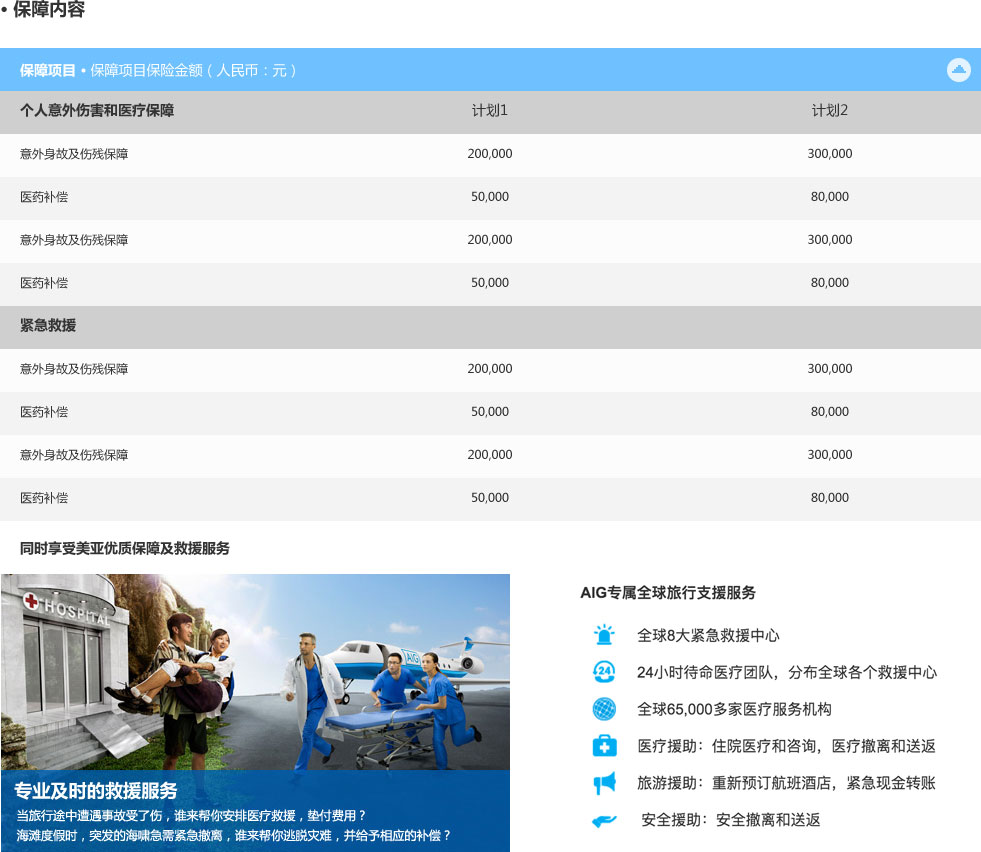 • 保障内容
保障项目 • 保障项目保险金额（人民币：元）
个人意外伤害和医疗保障 计划1 计划2
意外身故及伤残保障 200,000 300,000
医药补偿 50,000 80,000
意外身故及伤残保障 200,000 300,000
医药补偿 50,000 80,000
紧急救援
意外身故及伤残保障 200,000 300,000
医药补偿 50,000 80,000
意外身故及伤残保障 200,000 300,000
医药补偿 50,000 80,000
同时享受美亚优质保障及救援服务
HOSPITAL
AIG
专业及时的救援服务
当旅行途中遭遇事故受了伤，谁来帮你安排医疗救援，垫付费用？
海滩度假时，突发的海啸急需紧急撤离，谁来帮你逃脱灾难，并给予相应的补偿？
AIG专属全球旅行支援服务
全球8大紧急救援中心
24
24小时待命医疗团队，分布全球各个救援中心
全球65,000多家医疗服务机构
医疗援助：住院医疗和咨询，医疗撤离和送返
旅游援助：重新预订航班酒店，紧急现金转账
安全援助：安全撤离和送返